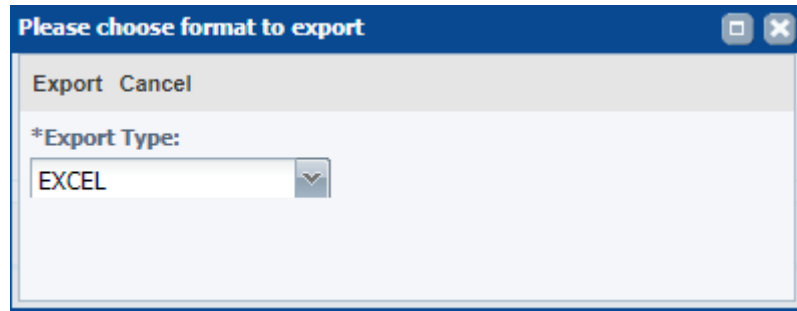 Please choose format to export
Export Cancel
*Export Type:
EXCEL